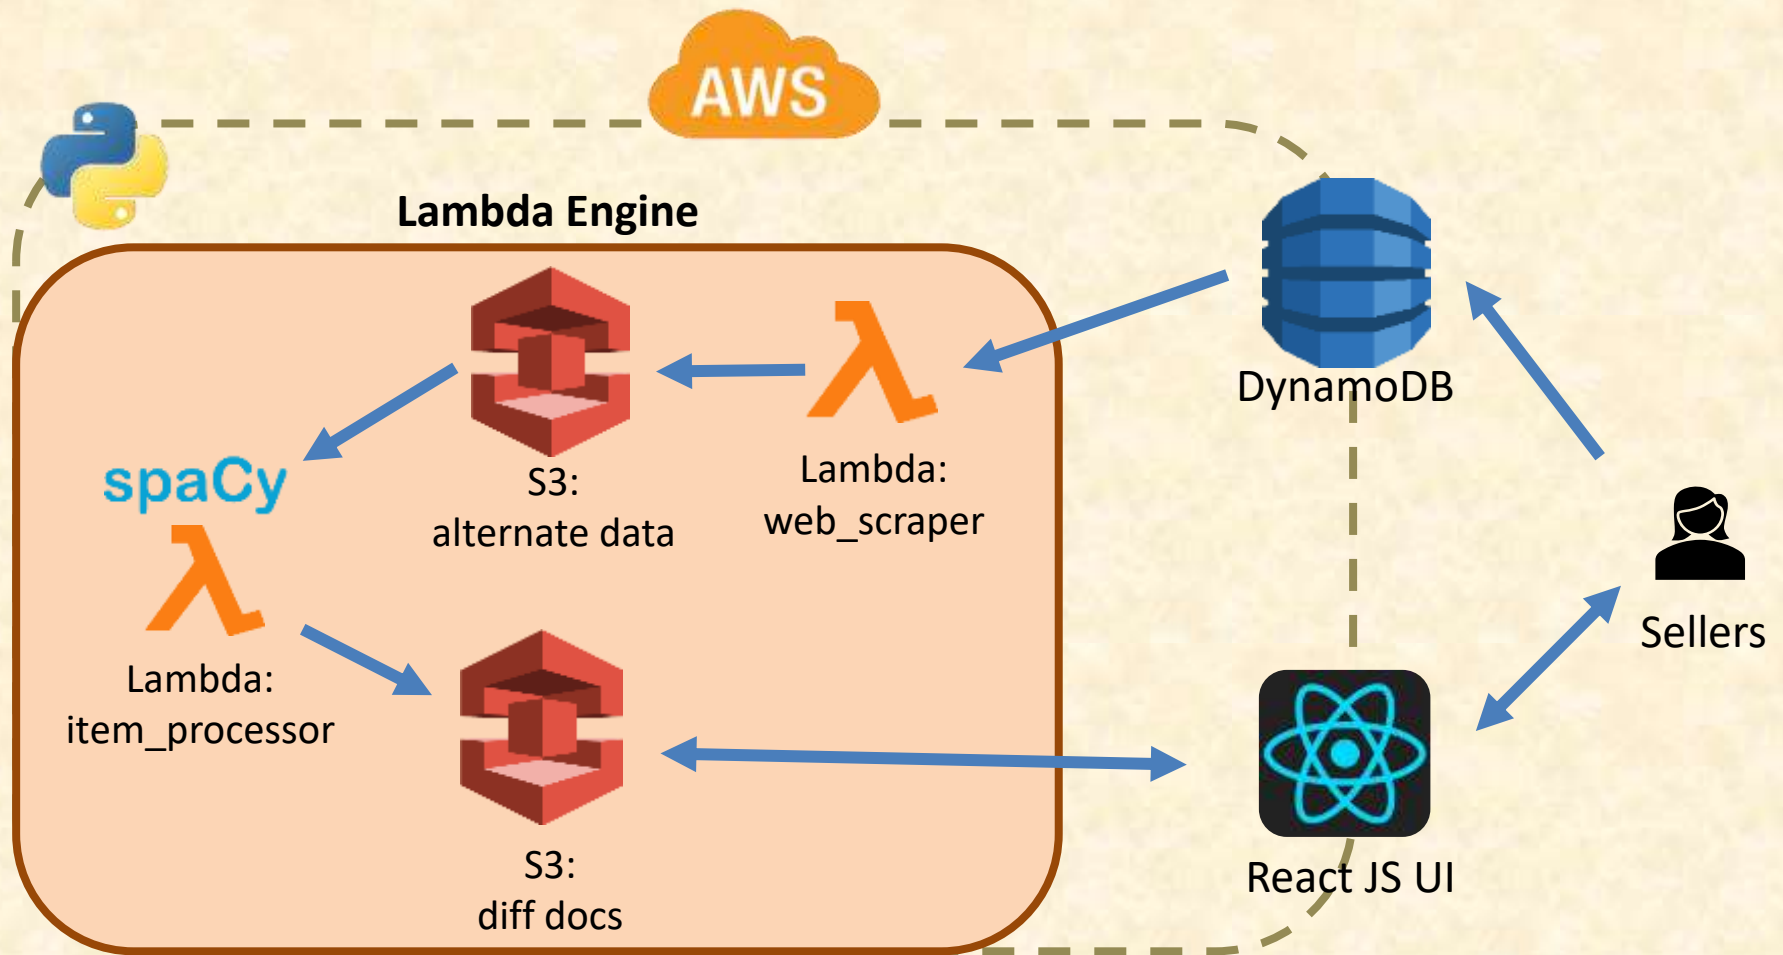 AWS
Lambda Engine
DynamoDB
spaCy
S3:
alternate data
Lambda:
web_scraper
Sellers
Lambda:
item_processor
S3:
diff docs
React JS UI